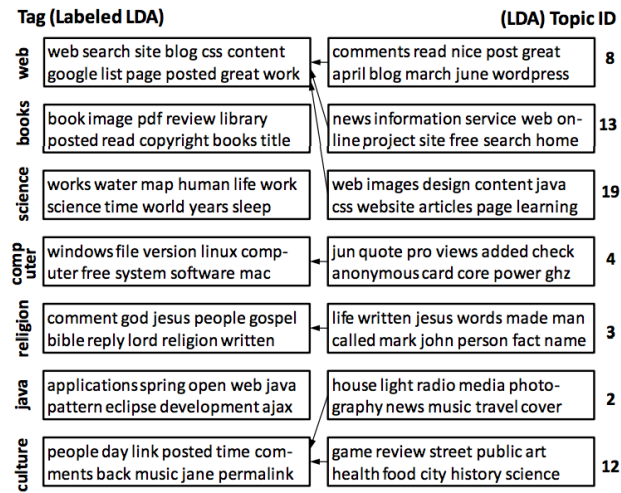 Tag (Labeled LDA)
(LDA) Topic ID
web
web search site blog css content
google list page posted great work
comments read nice post great
april blog march june wordpress
8
books
book image pdf review library
posted read copyright books title
news information service web on-
line project site free search home
13
science
works water map human life work
science time world years sleep
web images design content java
css website articles page learning
19
comp
uter
windows file version linux comp-
uter free system software mac
jun quote pro views added check
anonymous card core power ghz
4
religion
comment god jesus people gospel
bible reply lord religion written
life written jesus words made man
called mark john person fact name
3
java
applications spring open web java
pattern eclipse development ajax
house light radio media photo-
graphy news music travel cover
2
culture
people day link posted time com-
ments back music jane permalink
game review street public art
health food city history science
12